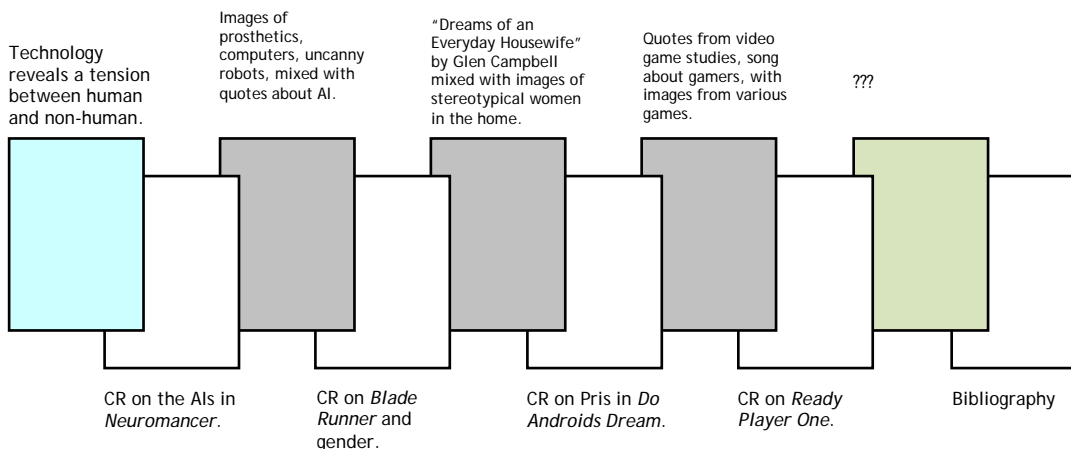 Technology
reveals a tension
between human
and non-human.
Images of
prosthetics,
computers, uncanny
robots, mixed with
quotes about AI.
“Dreams of an
Everyday Housewife”
by Glen Campbell
mixed with images of
stereotypical women
in the home.
Quotes from video
game studies, song
about gamers, with
images from various
games.
???
CR on the AIs in
Neuromancer.
CR on Blade
Runner and
gender.
CR on Pris in Do
Androids Dream.
CR on Ready
Player One.
Bibliography